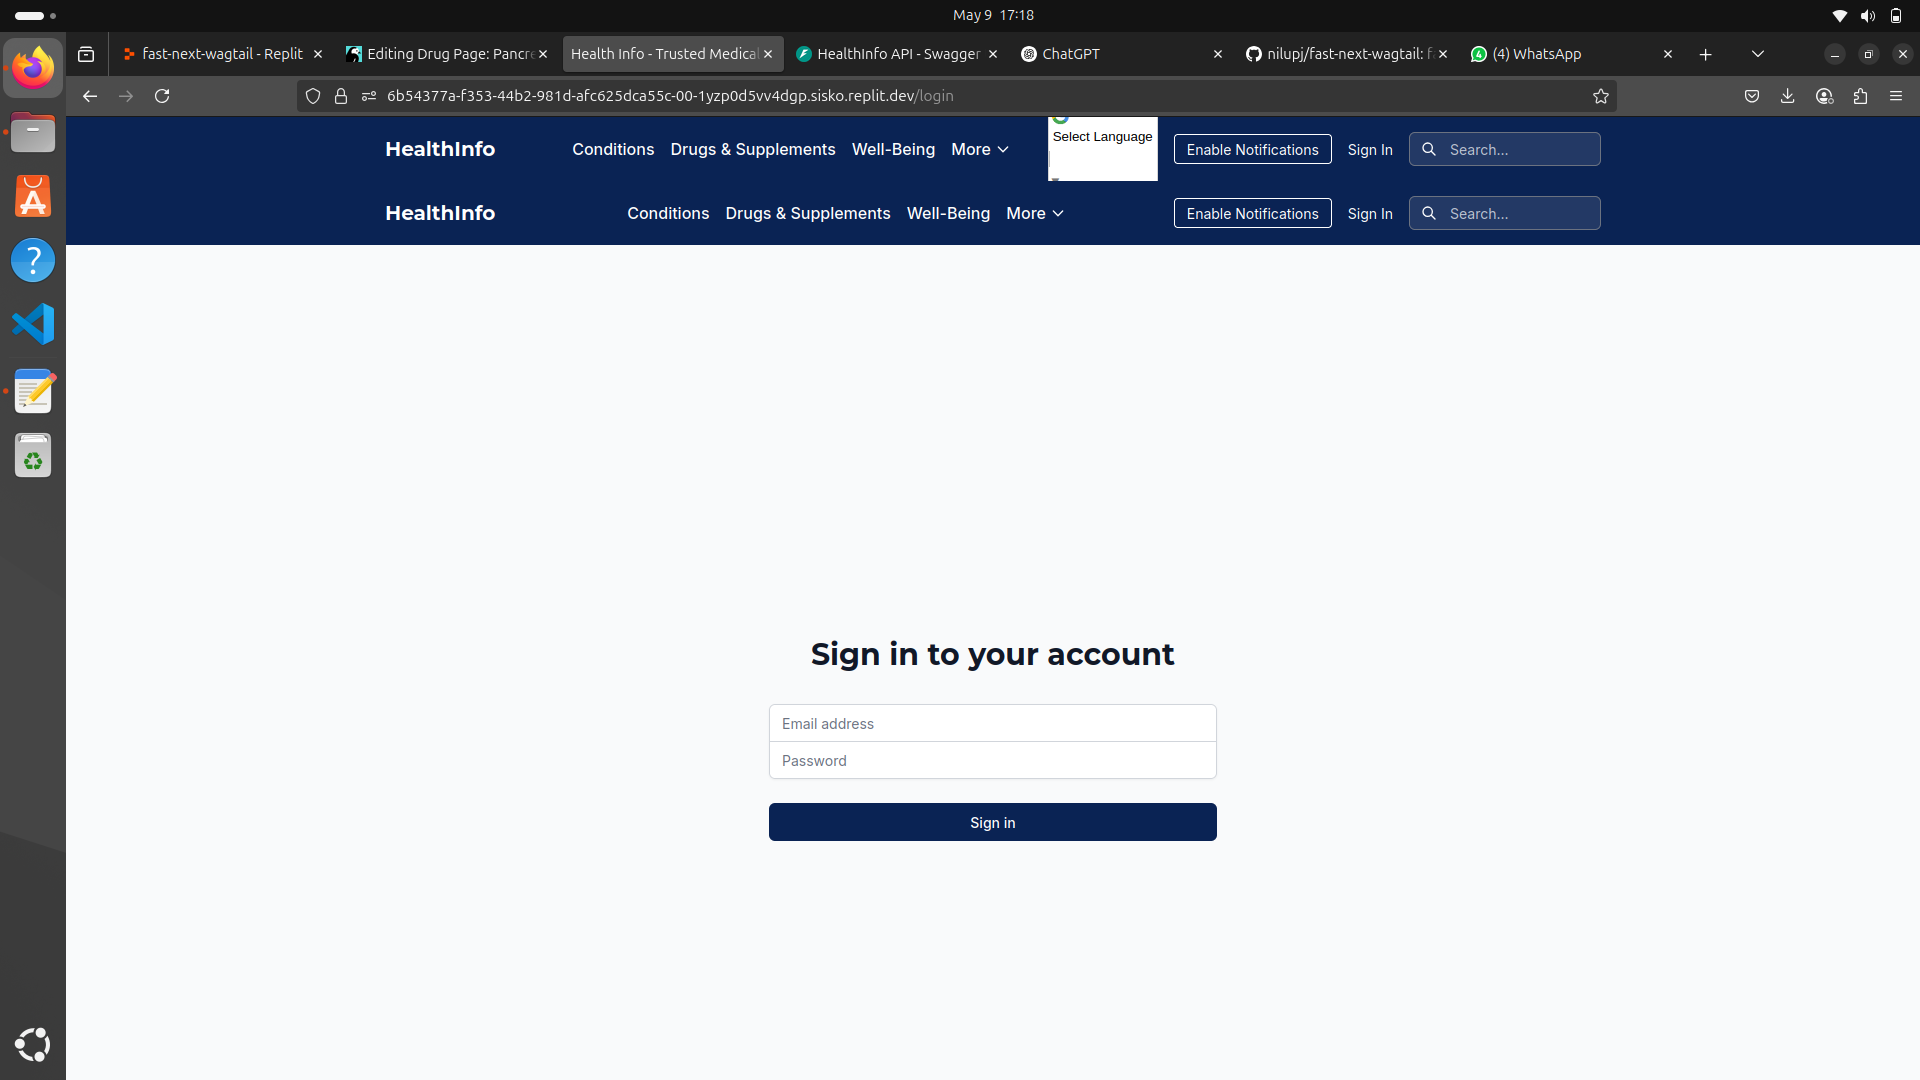 May 9 17:18
fast-next-wagtail - Replit
Editing Drug Page: Pancre
Health Info - Trusted Medical
HealthInfo API - Swagger
ChatGPT
nilupj/fast-next-wagtail: f
(4) WhatsApp
6b54377a-f353-44b2-981d-afc625dca55c-00-1yzp0d5vv4dgp.sisko.replit.dev/login
HealthInfo Conditions Drugs & Supplements Well-Being More Select Language Enable Notifications Sign In Search...
HealthInfo Conditions Drugs & Supplements Well-Being More Enable Notifications Sign In Search...
Sign in to your account
Email address
Password
Sign in